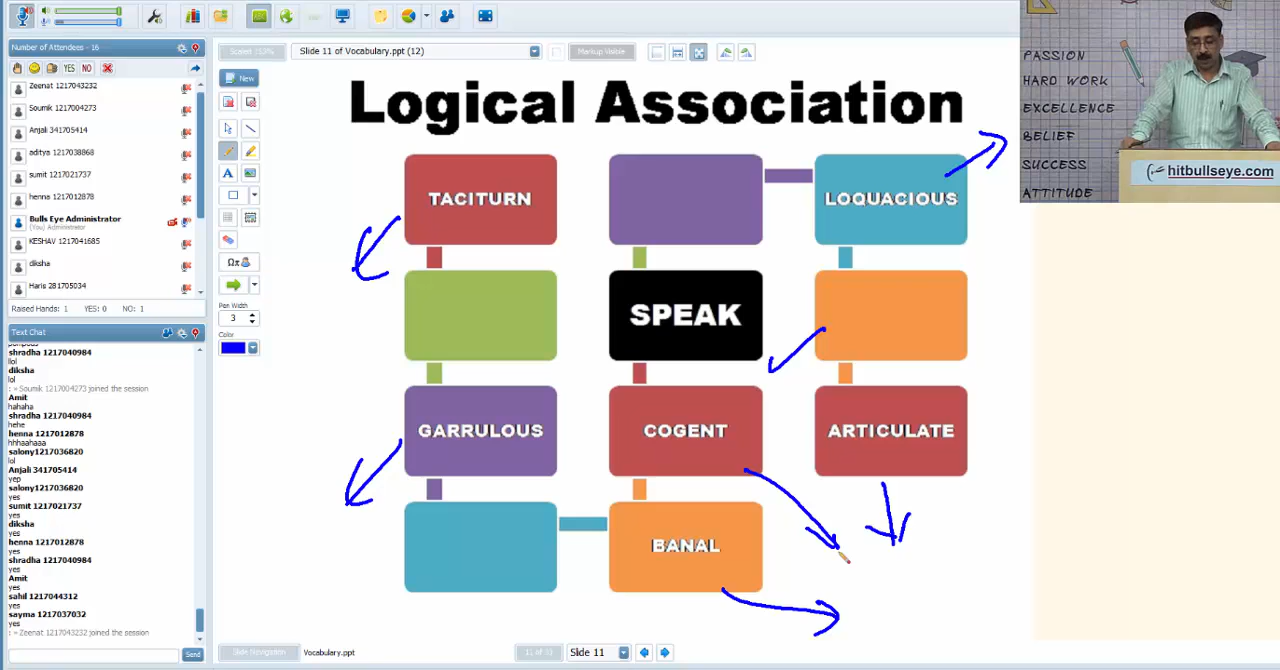 Number of Attendees - 16
YES NO
Zeenat 1217043232
Soumik 1217004273
Anjali 341705414
aditya 1217038868
sumit 1217021737
henna 1217012878
Bulls Eye Administrator
(You) Administrator
KESHAV 1217041685
diksha
Haris 281705034
Raised Hands: 1 YES: 0 NO: 1
Text Chat
shradha 1217040984
lol
diksha
lol
: » Soumik 1217004273 joined the session
Amit
hahaha
shradha 1217040984
hehe
henna 1217012878
hhhaahaaa
salony1217036820
lol
Anjali 341705414
yep
salony1217036820
yes
sumit 1217021737
yes
diksha
yes
henna 1217012878
yes
shradha 1217040984
yes
Amit
yes
sahil 1217044312
yes
sayma 1217037032
yes
: » Zeenat 1217043232 joined the session
Send
Slide 11 of Vocabulary.ppt (12)
Markup Visible
New
A
Ωπ
Pen Width
3
Color
Logical Association
TACITURN
LOQUACIOUS
SPEAK
GARRULOUS
COGENT
ARTICULATE
BANAL
Slide Navigation
Vocabulary.ppt
Slide 11
PASSION
HARD WORK
EXCELLENCE
BELIEF
SUCCESS
ATTITUDE
hitbullseye.com